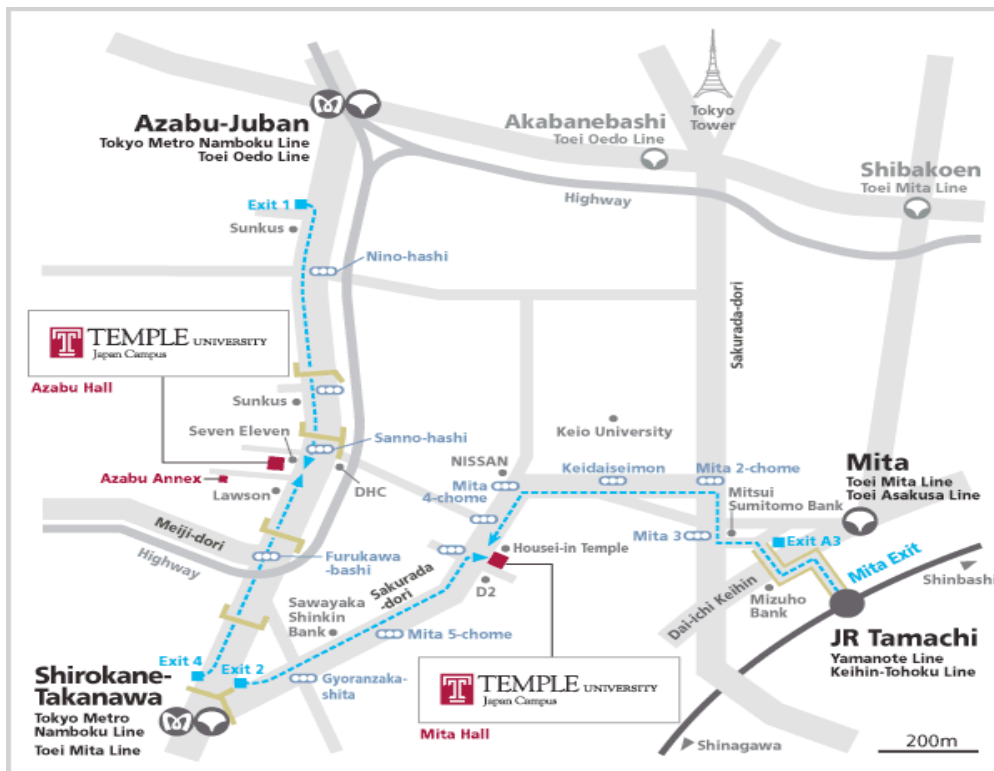 Azabu-Juban
Tokyo Metro Namboku Line
Toei Oedo Line
Akabanebashi
Toei Oedo Line
Tokyo
Tower
Shibakoen
Toei Mita Line
Highway
Exit 1
Sunkus
Nino-hashi
Sakurada-dori
T TEMPLE UNIVERSITY
Japan Campus
Azabu Hall
Sunkus
Seven Eleven
Sanno-hashi
Azabu Annex
Lawson
DHC
Keio University
NISSAN
Mita
4-chome
Keidaiseimon
Mita 2-chome
Mitsui
Sumitomo Bank
Mita
Toei Mita Line
Toei Asakusa Line
Meiji-dori
Highway
Furukawa
-bashi
Mita 3
Exit A3
Mita Exit
Housei-in Temple
D2
Sakurada
-dori
Sawayaka
Shinkin
Bank
Mita 5-chome
Dai-ichi Keihin
Mizuho
Bank
Shinbashi
JR Tamachi
Yamanote Line
Keihin-Tohoku Line
Exit 4
Exit 2
Gyoranzaka-
shita
Shirokane-
Takanawa
Tokyo Metro
Namboku Line
Toei Mita Line
T TEMPLE UNIVERSITY
Japan Campus
Mita Hall
Shinagawa
200m